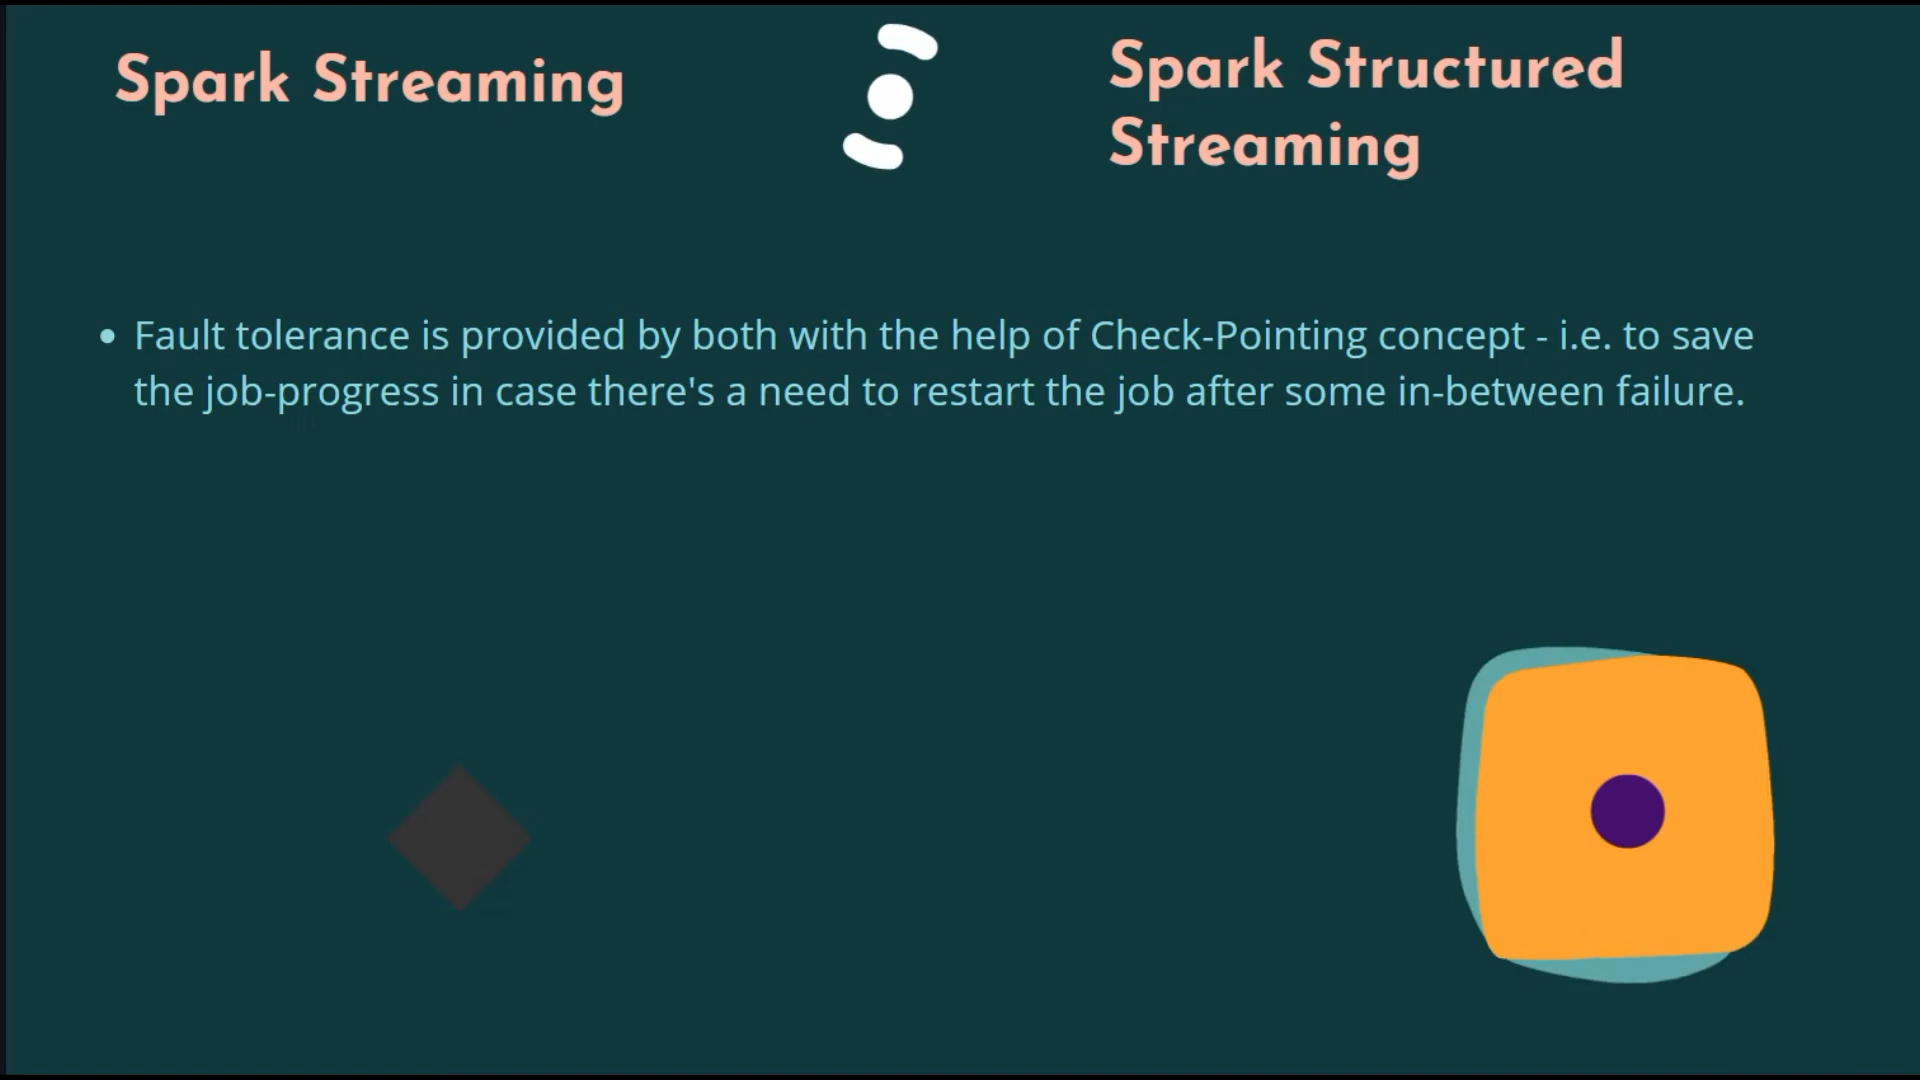 Spark Streaming
Spark Structured
Streaming
• Fault tolerance is provided by both with the help of Check-Pointing concept - i.e. to save
the job-progress in case there's a need to restart the job after some in-between failure.